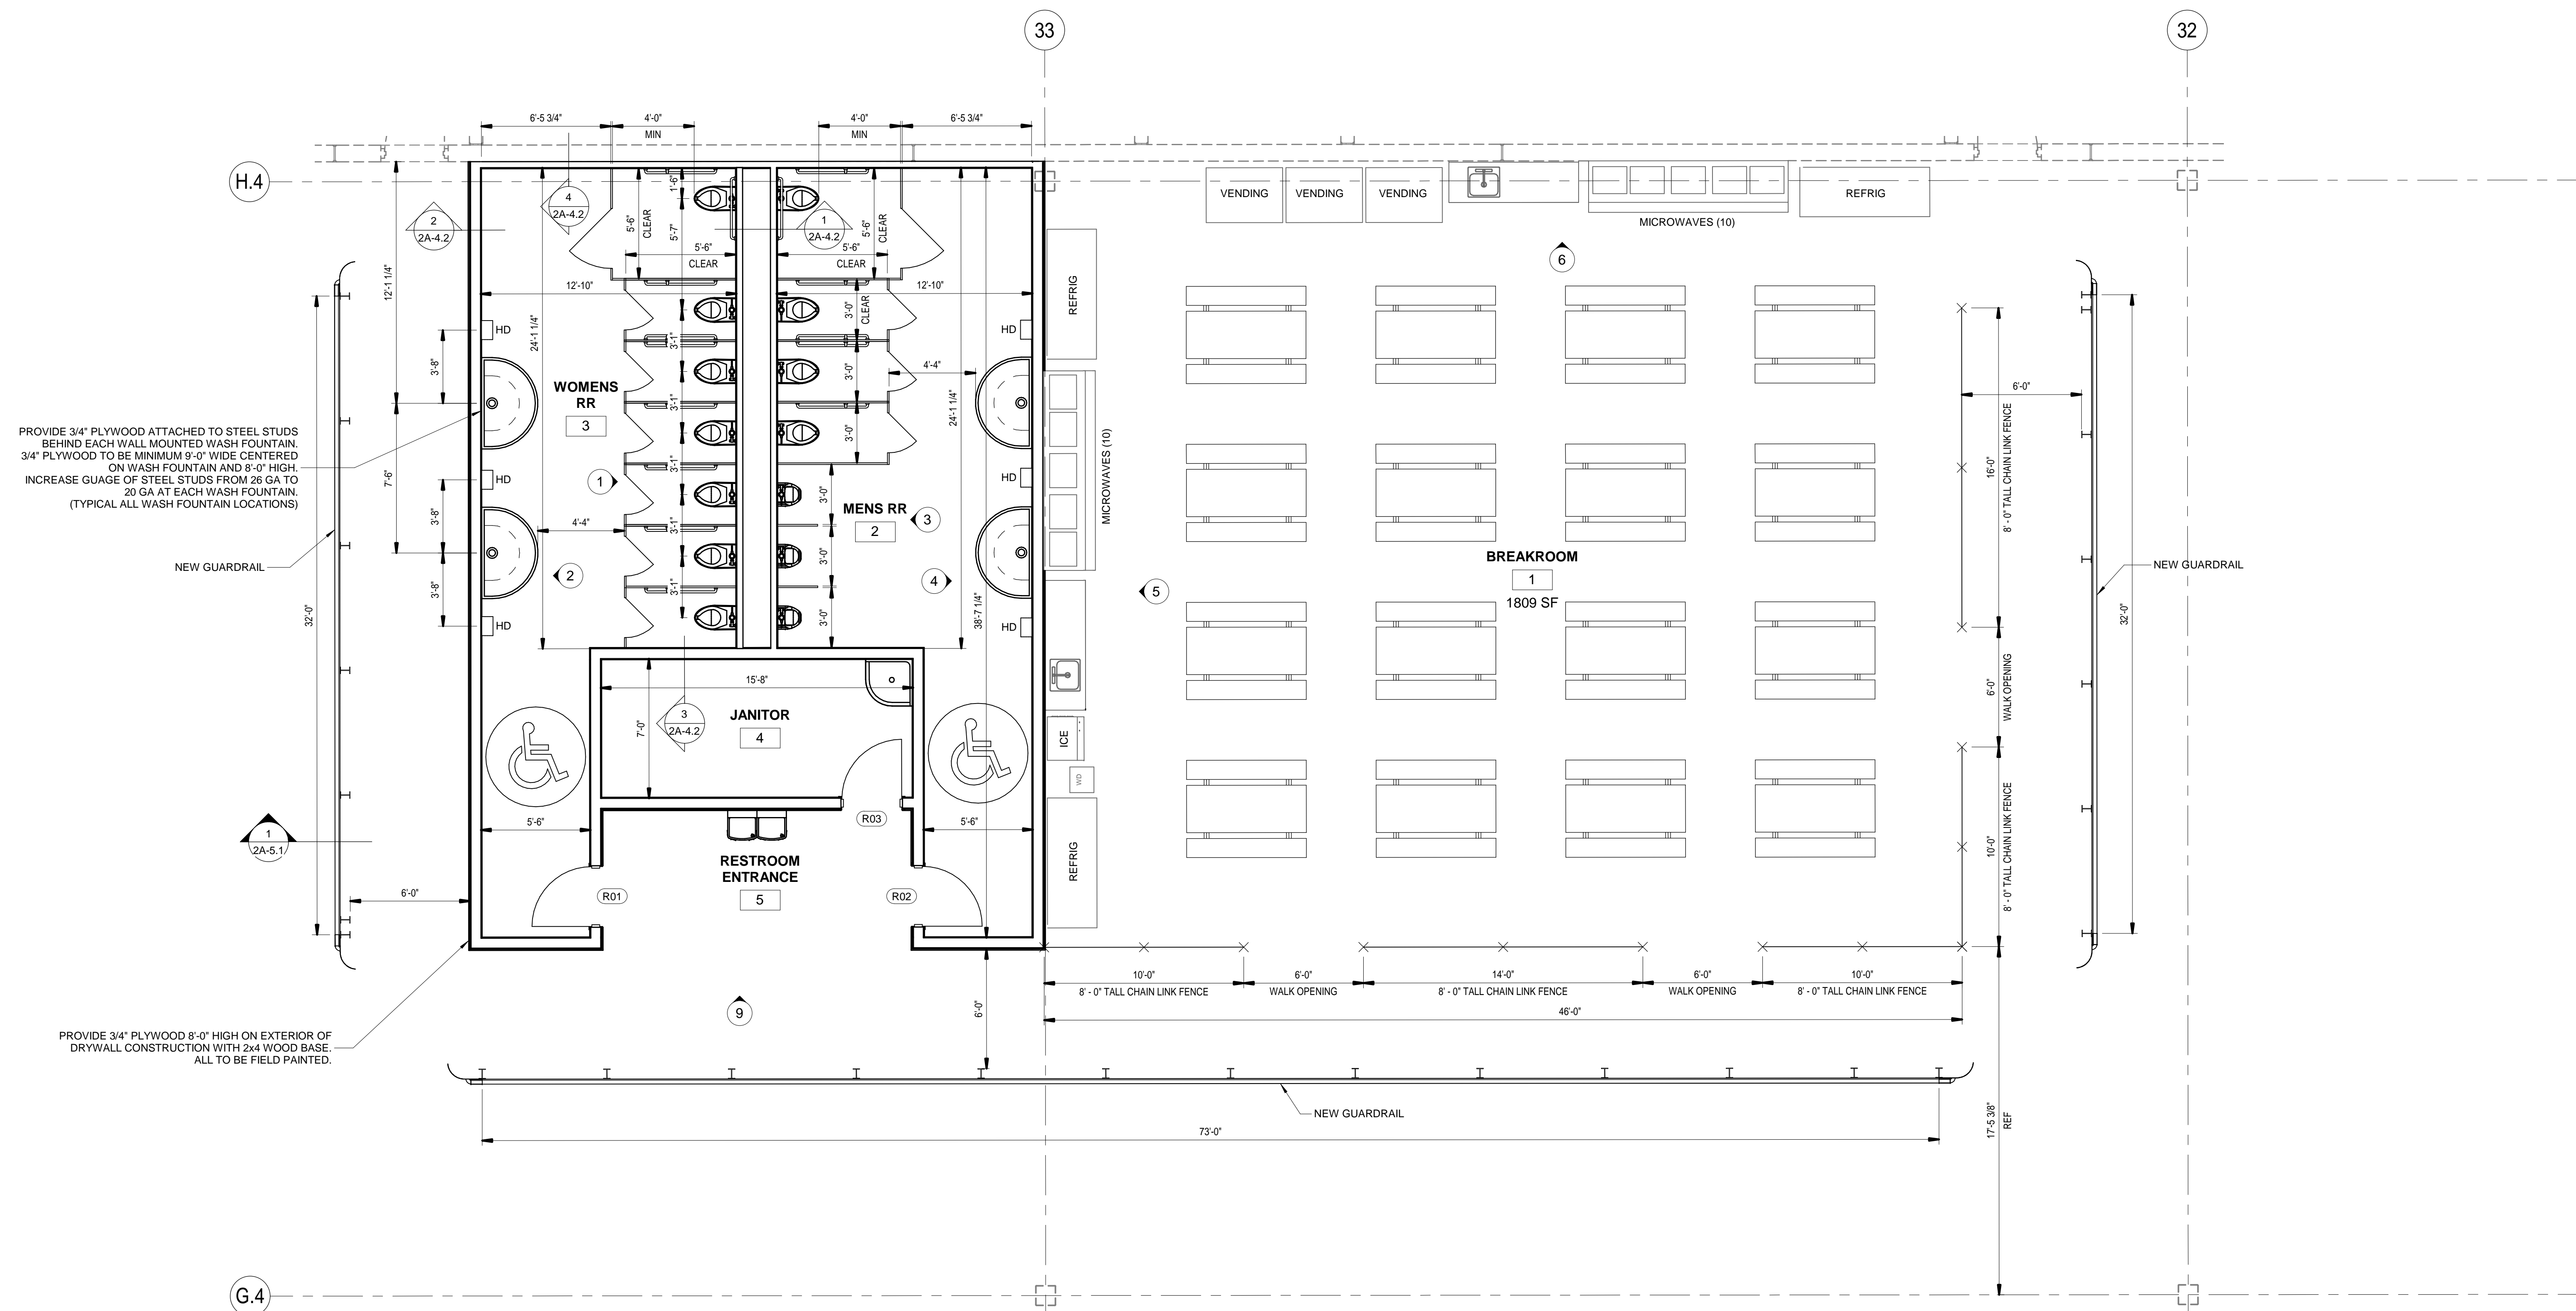 33
32
6'-5 3/4"
4'-0"
MIN
4'-0"
MIN
6'-5 3/4"
H.4
4
2A-4.2
2
2A-4.2
1
2A-4.2
1'-6"
5'-7"
5'-6"
CLEAR
5'-6"
CLEAR
5'-6"
CLEAR
5'-6"
CLEAR
12'-10"
12'-10"
VENDING
VENDING
VENDING
MICROWAVES (10)
REFRIG
6
REFRIG
12'-1 1/4"
24'-1 1/4"
3'-0"
CLEAR
HD
HD
3'-8"
3'-1"
3'-0"
4'-4"
WOMENS
RR
3
3'-1"
3'-0"
24'-1 1/4"
MICROWAVES (10)
PROVIDE 3/4" PLYWOOD ATTACHED TO STEEL STUDS
BEHIND EACH WALL MOUNTED WASH FOUNTAIN.
3/4" PLYWOOD TO BE MINIMUM 9'-0" WIDE CENTERED
ON WASH FOUNTAIN AND 8'-0" HIGH.
INCREASE GUAGE OF STEEL STUDS FROM 26 GA TO
20 GA AT EACH WASH FOUNTAIN.
(TYPICAL ALL WASH FOUNTAIN LOCATIONS)
7'-6"
HD
HD
1
3'-1"
3'-0"
MENS RR
2
3
3'-8"
4'-4"
3'-1"
3'-0"
NEW GUARDRAIL
2
4
3'-8"
3'-1"
3'-0"
38'-7 1/4"
32'-0"
HD
HD
5
BREAKROOM
1
1809 SF
6'-0"
16'-0"
8' - 0" TALL CHAIN LINK FENCE
NEW GUARDRAIL
32'-0"
6'-0"
WALK OPENING
15'-8"
JANITOR
4
7'-0"
3
2A-4.2
ICE
WD
REFRIG
10'-0"
8' - 0" TALL CHAIN LINK FENCE
5'-6"
5'-6"
R03
1
2A-5.1
RESTROOM
ENTRANCE
5
R01
R02
6'-0"
10'-0"
8' - 0" TALL CHAIN LINK FENCE
6'-0"
WALK OPENING
14'-0"
8' - 0" TALL CHAIN LINK FENCE
6'-0"
WALK OPENING
10'-0"
8' - 0" TALL CHAIN LINK FENCE
46'-0"
9
6'-0"
PROVIDE 3/4" PLYWOOD 8'-0" HIGH ON EXTERIOR OF
DRYWALL CONSTRUCTION WITH 2x4 WOOD BASE.
ALL TO BE FIELD PAINTED.
NEW GUARDRAIL
73'-0"
17'-5 3/8"
REF
G.4